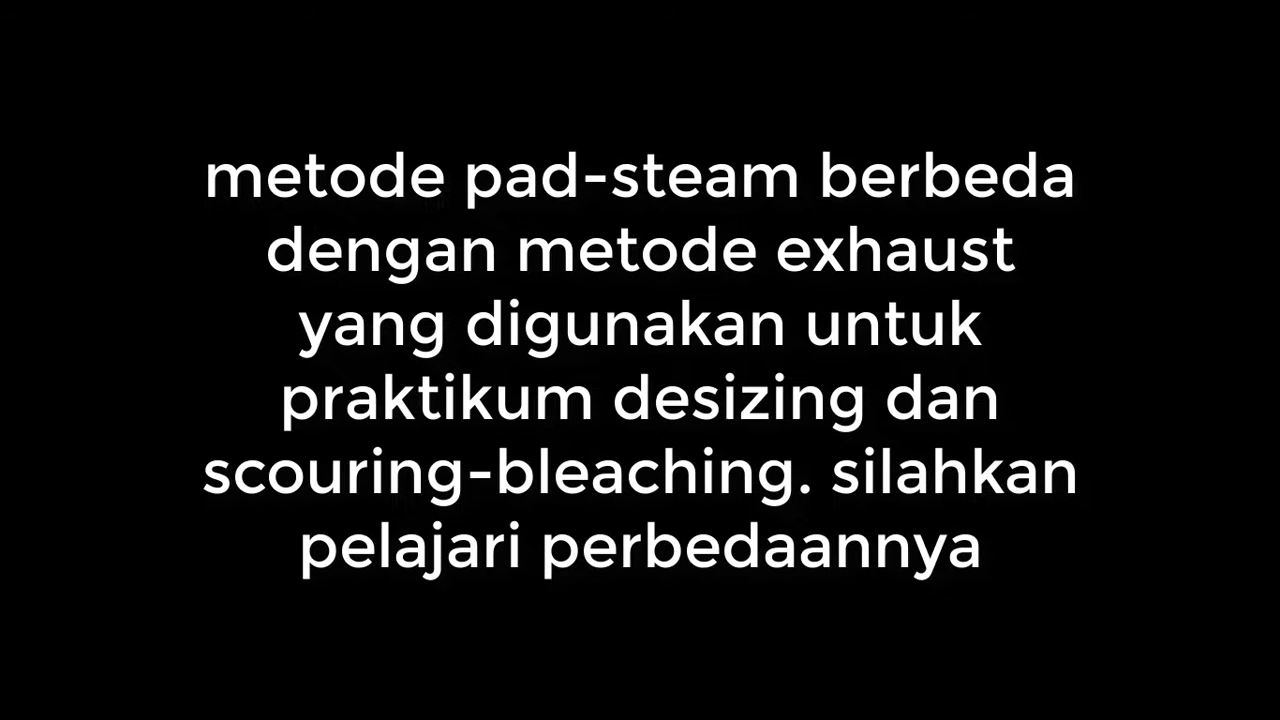 metode pad-steam berbeda
dengan metode exhaust
yang digunakan untuk
praktikum desizing dan
scouring-bleaching. silahkan
pelajari perbedaannya